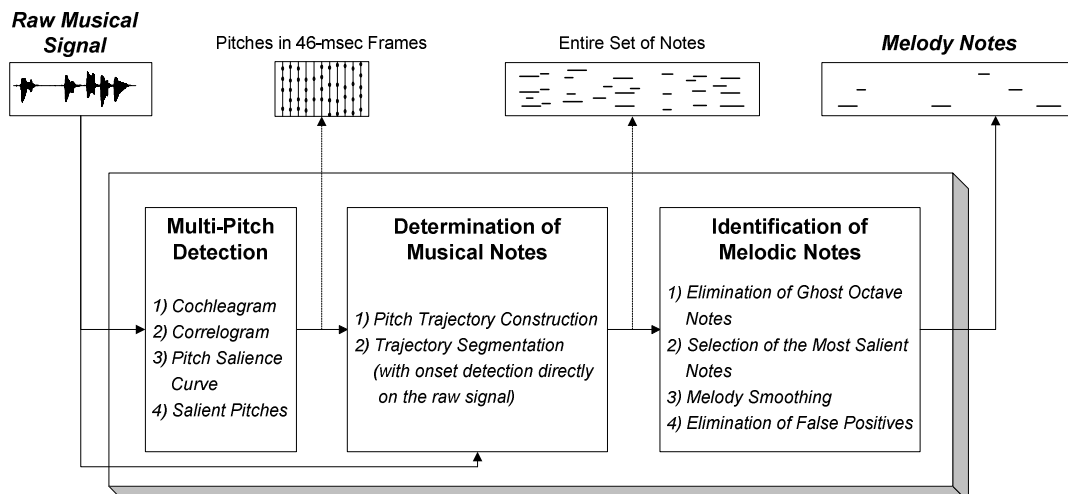 Raw Musical
Signal
Pitches in 46-msec Frames
Entire Set of Notes
Melody Notes
Multi-Pitch
Detection
1) Cochleagram
2) Correlogram
3) Pitch Salience
Curve
4) Salient Pitches
Determination of
Musical Notes
1) Pitch Trajectory Construction
2) Trajectory Segmentation
(with onset detection directly
on the raw signal)
Identification of
Melodic Notes
1) Elimination of Ghost Octave
Notes
2) Selection of the Most Salient
Notes
3) Melody Smoothing
4) Elimination of False Positives